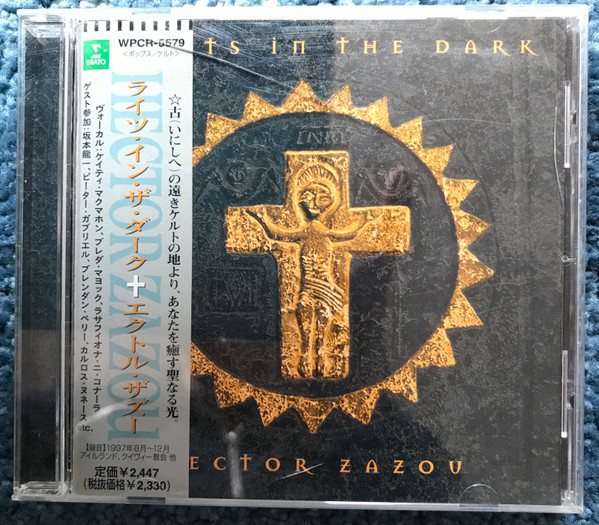 WPCR-5579
<ポップス/ケルト>
ERATO
HECTOR ZAZOU
ライツ・イン・ザ・ダーク✝エクトル・ザズー
☆古(いにしへ)の遠きケルトの地より、あなたを癒す聖なる光。
ヴォーカル:ケイティ・マクマホン、ブレダ・マヨック、ラサフィオナ・ニ・コナーラ
ゲスト参加:坂本龍一、ピーター・ガブリエル、ブレンダン・ペリー、カルロス・ヌネース etc.
【録音】1997年8月~12月
アイルランド、クイヴィー教会 他
定価¥2,447
(税抜価格¥2,330)
TS IN THE DARK
ECTOR ZAZOU